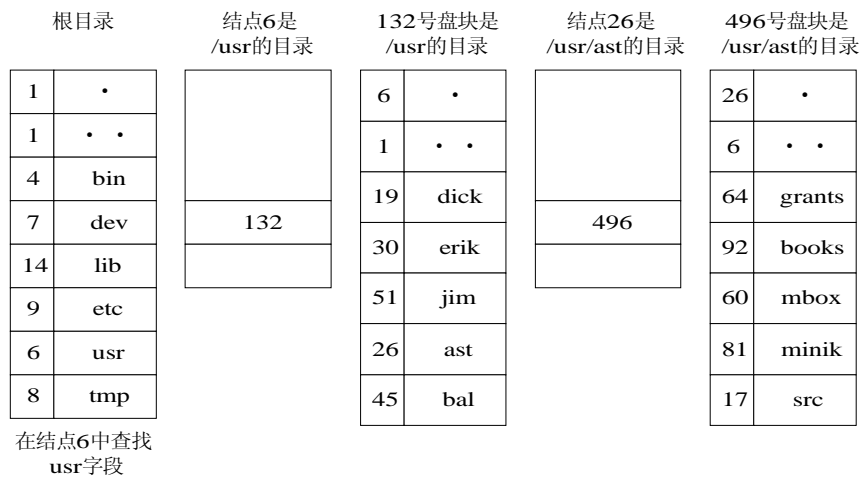 根目录
1 •
1 • •
4 bin
7 dev
14 lib
9 etc
6 usr
8 tmp
在结点6中查找
usr字段
结点6是
/usr的目录
132
132号盘块是
/usr的目录
6 •
1 • •
19 dick
30 erik
51 jim
26 ast
45 bal
结点26是
/usr/ast的目录
496
496号盘块是
/usr/ast的目录
26 •
6 • •
64 grants
92 books
60 mbox
81 minik
17 src